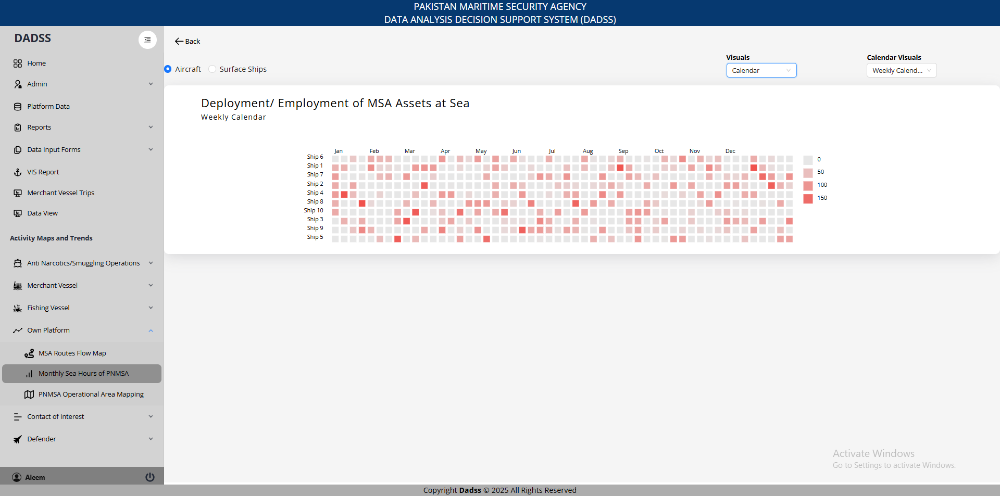 PAKISTAN MARITIME SECURITY AGENCY
DATA ANALYSIS DECISION SUPPORT SYSTEM (DADSS)
DADSS
Home
Admin
Platform Data
Reports
Data Input Forms
VIS Report
Merchant Vessel Trips
Data View
Activity Maps and Trends
Anti Narcotics/Smuggling Operations
Merchant Vessel
Fishing Vessel
Own Platform
MSA Routes Flow Map
Monthly Sea Hours of PNMSA
PNMSA Operational Area Mapping
Contact of Interest
Defender
Aleem
Back
Aircraft Surface Ships
Visuals
Calendar
Calendar Visuals
Weekly Calend...
Deployment/ Employment of MSA Assets at Sea
Weekly Calendar
Jan Feb Mar Apr May Jun Jul Aug Sep Oct Nov Dec
Ship 6
Ship 1
Ship 7
Ship 2
Ship 4
Ship 8
Ship 10
Ship 3
Ship 9
Ship 5
0
50
100
150
Activate Windows
Go to Settings to activate Windows.
Copyright Dadss © 2025 All Rights Reserved